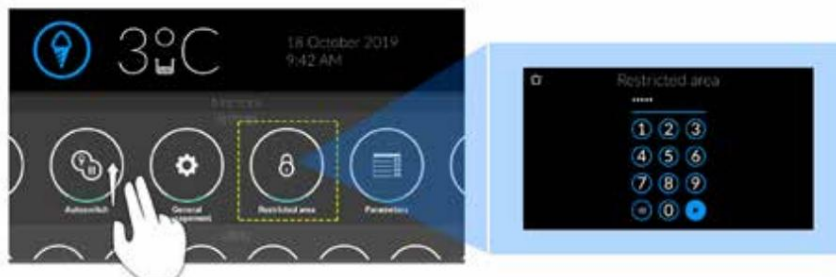 3°C
18 October 2019
9:42 AM
Autoswitch
General
Restricted area
Parameters
Restricted area
*****
1 2 3
4 5 6
7 8 9
0